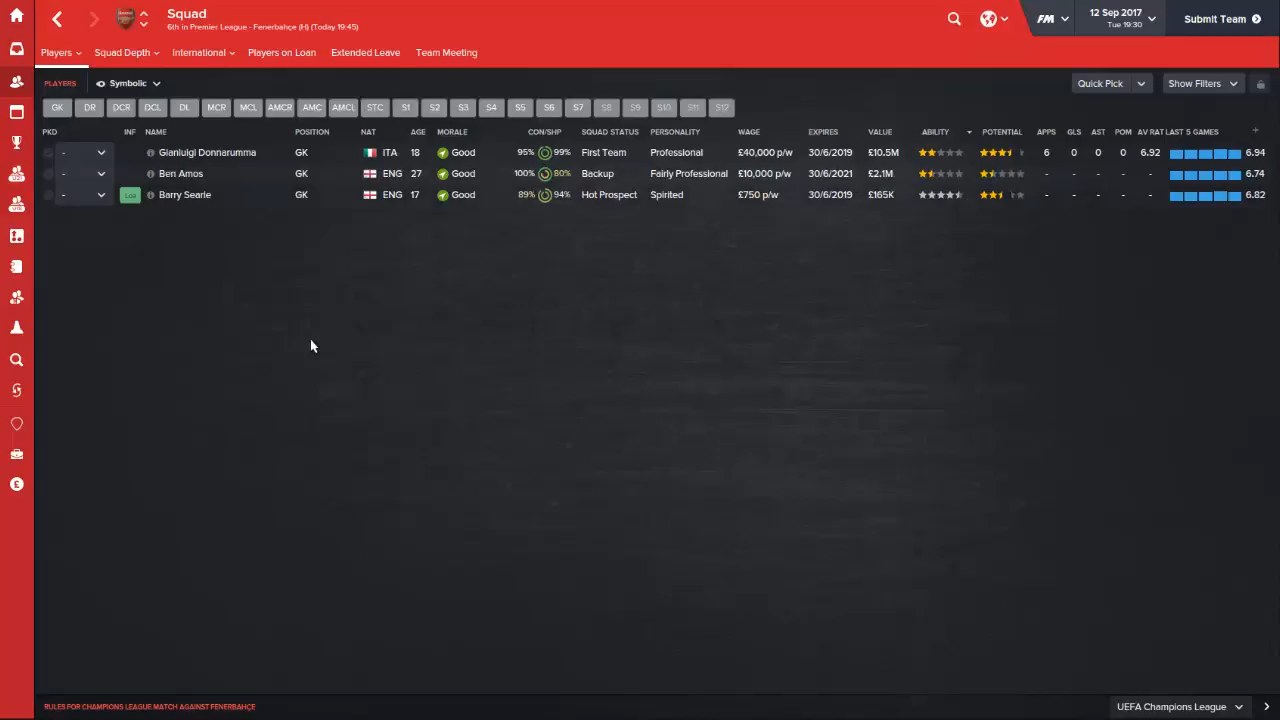 Squad
6th in Premier League - Fenerbahçe (H) (Today 19:45)
FM
12 Sep 2017
Tue 19:30
Submit Team
Players
Squad Depth
International
Players on Loan
Extended Leave
Team Meeting
PLAYERS
Symbolic
Quick Pick
Show Filters
GK DR DCR DCL DL MCR MCL AMCR AMC AMCL STC S1 S2 S3 S4 S5 S6 S7 S8 S9 S10 S11 S12
PKD INF NAME POSITION NAT AGE MORALE CON/SHP SQUAD STATUS PERSONALITY WAGE EXPIRES VALUE ABILITY POTENTIAL APPS GLS AST POM AV RAT LAST 5 GAMES
- Gianluigi Donnarumma GK ITA 18 Good 95% 99% First Team Professional £40,000 p/w 30/6/2019 £10.5M 6 0 0 0 6.92 6.94
- Ben Amos GK ENG 27 Good 100% 80% Backup Fairly Professional £10,000 p/w 30/6/2021 £2.1M - - - - - 6.74
- Barry Searle GK ENG 17 Good 89% 94% Hot Prospect Spirited £750 p/w 30/6/2019 £165K - - - - - 6.82
RULES FOR CHAMPIONS LEAGUE MATCH AGAINST FENERBAHÇE
UEFA Champions League